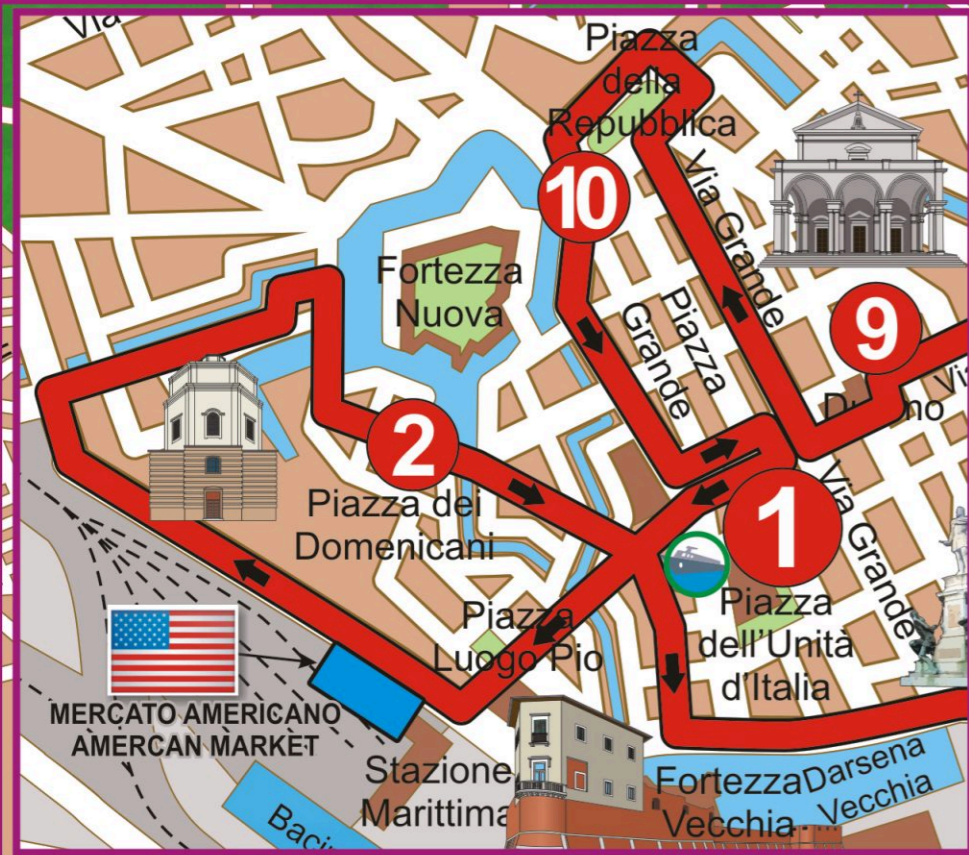 Via
Piazza
della
Repubblica
10
Via Grande
Fortezza
Nuova
Piazza
Grande
9
2
Piazza dei
Domenicani
1
Via Grande
Piazza
Luogo Pio
Piazza
dell'Unità
d'Italia
MERCATO AMERICANO
AMERCAN MARKET
Stazione
Marittima
Fortezza
Vecchia
Darsena
Vecchia